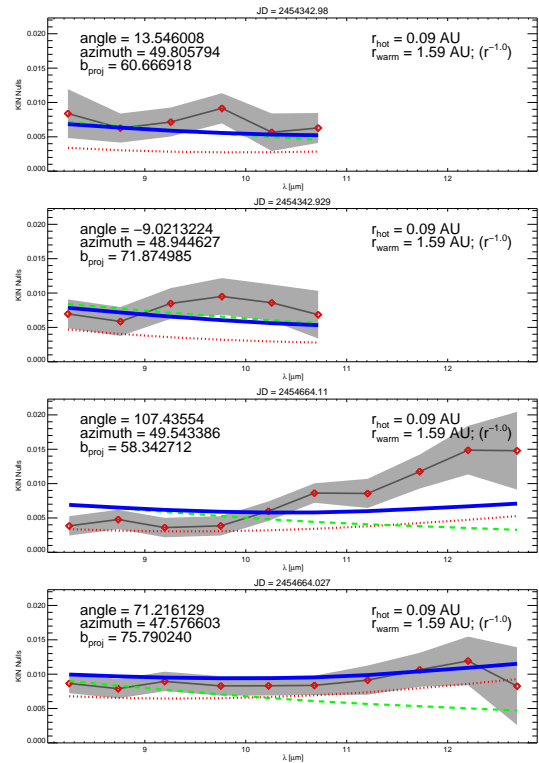 JD = 2454342.98
angle = 13.546008
azimuth = 49.805794
b_proj = 60.666918
r_hot = 0.09 AU
r_warm = 1.59 AU; (r^−1.0)
KIN Nulls
0.020
0.015
0.010
0.005
0.000
9 10 11 12
λ [μm]
JD = 2454342.929
angle = −9.0213224
azimuth = 48.944627
b_proj = 71.874985
r_hot = 0.09 AU
r_warm = 1.59 AU; (r^−1.0)
KIN Nulls
0.020
0.015
0.010
0.005
0.000
9 10 11 12
λ [μm]
JD = 2454664.11
angle = 107.43554
azimuth = 49.543386
b_proj = 58.342712
r_hot = 0.09 AU
r_warm = 1.59 AU; (r^−1.0)
KIN Nulls
0.020
0.015
0.010
0.005
0.000
9 10 11 12
λ [μm]
JD = 2454664.027
angle = 71.216129
azimuth = 47.576603
b_proj = 75.790240
r_hot = 0.09 AU
r_warm = 1.59 AU; (r^−1.0)
KIN Nulls
0.020
0.015
0.010
0.005
0.000
9 10 11 12
λ [μm]